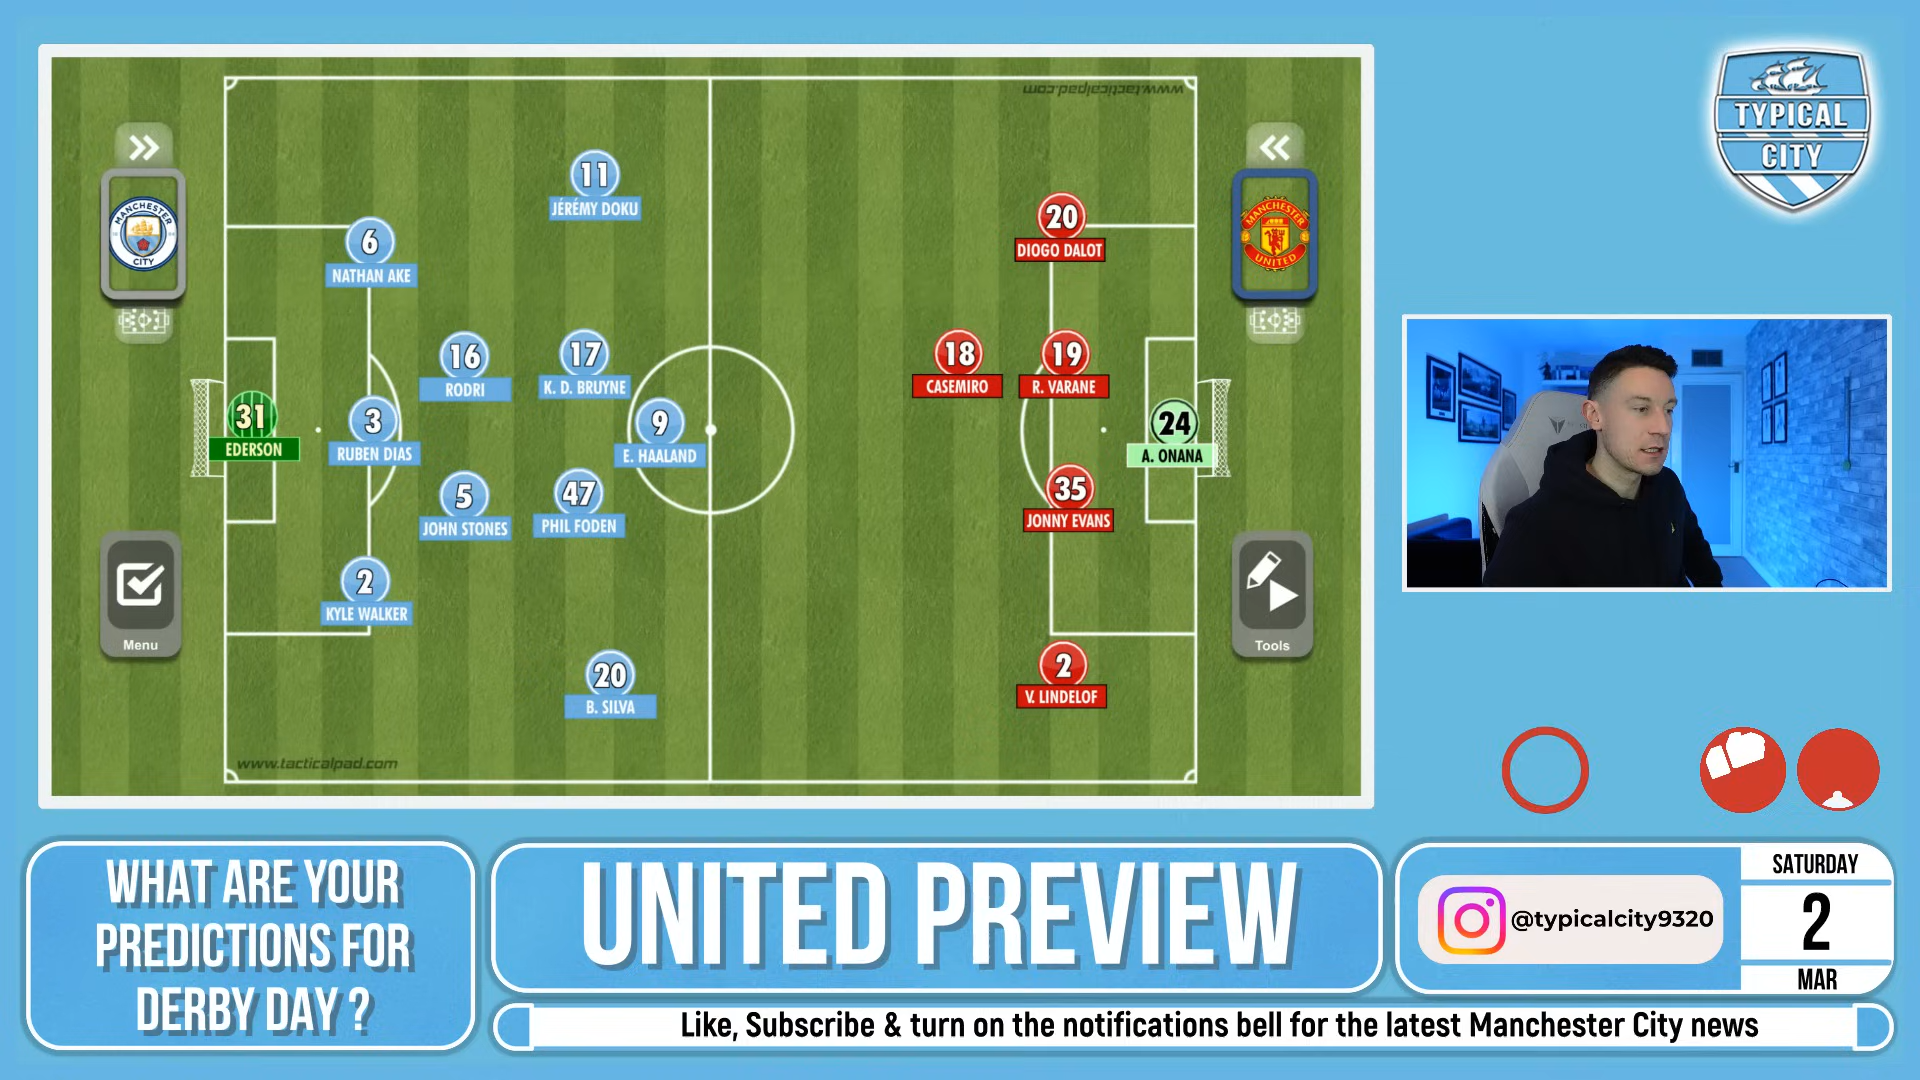 TYPICAL
CITY
www.tacticalpad.com
11
JÉRÉMY DOKU
6
NATHAN AKE
16
RODRI
17
K. D. BRUYNE
31
EDERSON
3
RUBEN DIAS
9
E. HAALAND
5
JOHN STONES
47
PHIL FODEN
2
KYLE WALKER
20
B. SILVA
20
DIOGO DALOT
18
CASEMIRO
19
R. VARANE
24
A. ONANA
35
JONNY EVANS
2
V. LINDELOF
MANCHESTER
CITY
MANCHESTER
UNITED
Menu
Tools
www.tacticalpad.com
WHAT ARE YOUR
PREDICTIONS FOR
DERBY DAY ?
UNITED PREVIEW
@typicalcity9320
SATURDAY
2
MAR
Like, Subscribe & turn on the notifications bell for the latest Manchester City news